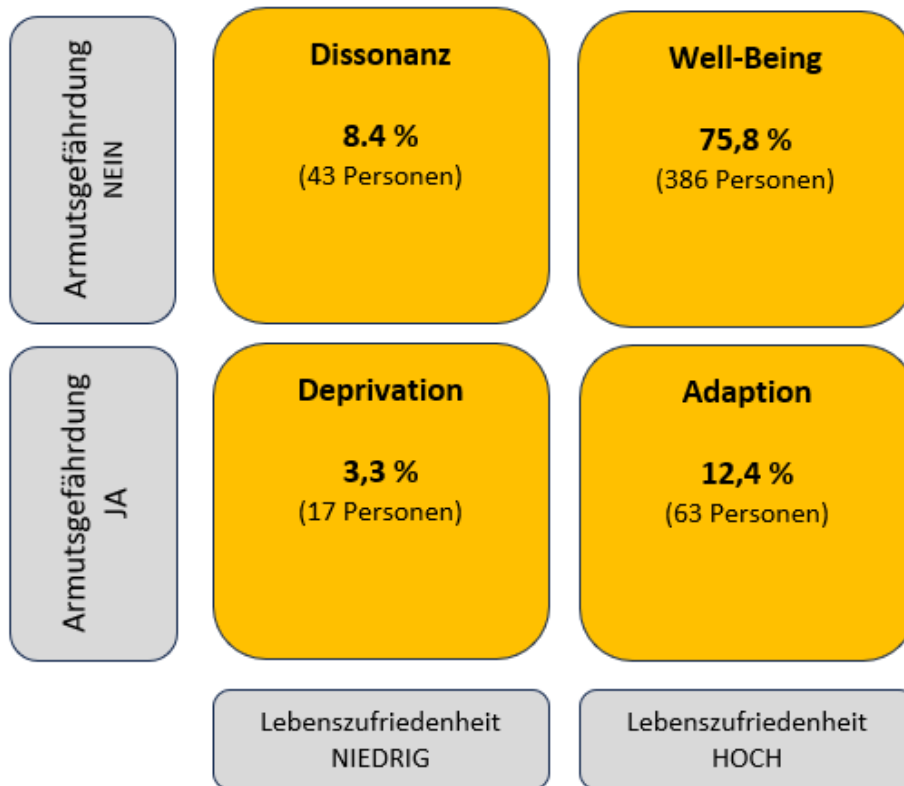 Armutsgefährdung
NEIN
Dissonanz
8.4 %
(43 Personen)
Well-Being
75,8 %
(386 Personen)
Armutsgefährdung
JA
Deprivation
3,3 %
(17 Personen)
Adaption
12,4 %
(63 Personen)
Lebenszufriedenheit
NIEDRIG
Lebenszufriedenheit
HOCH